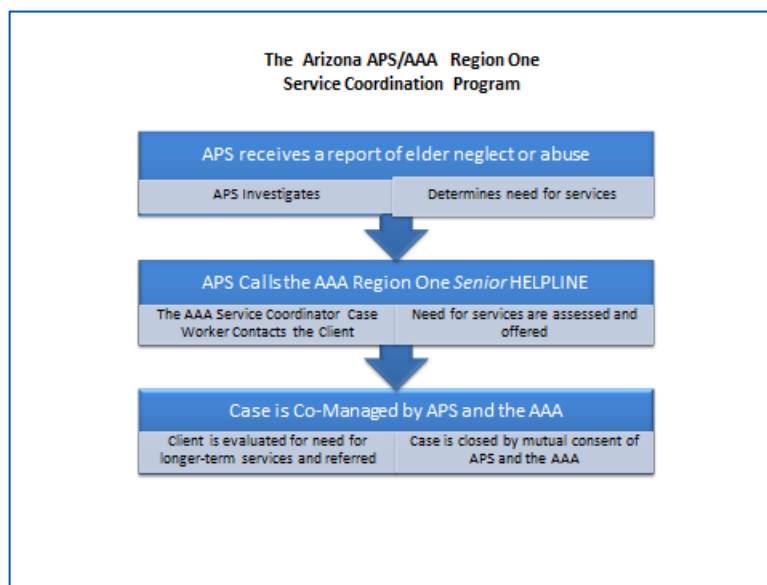 The Arizona APS/AAA Region One
Service Coordination Program
APS receives a report of elder neglect or abuse
APS Investigates
Determines need for services
APS Calls the AAA Region One Senior HELPLINE
The AAA Service Coordinator Case
Worker Contacts the Client
Need for services are assessed and
offered
Case is Co-Managed by APS and the AAA
Client is evaluated for need for
longer-term services and referred
Case is closed by mutual consent of
APS and the AAA